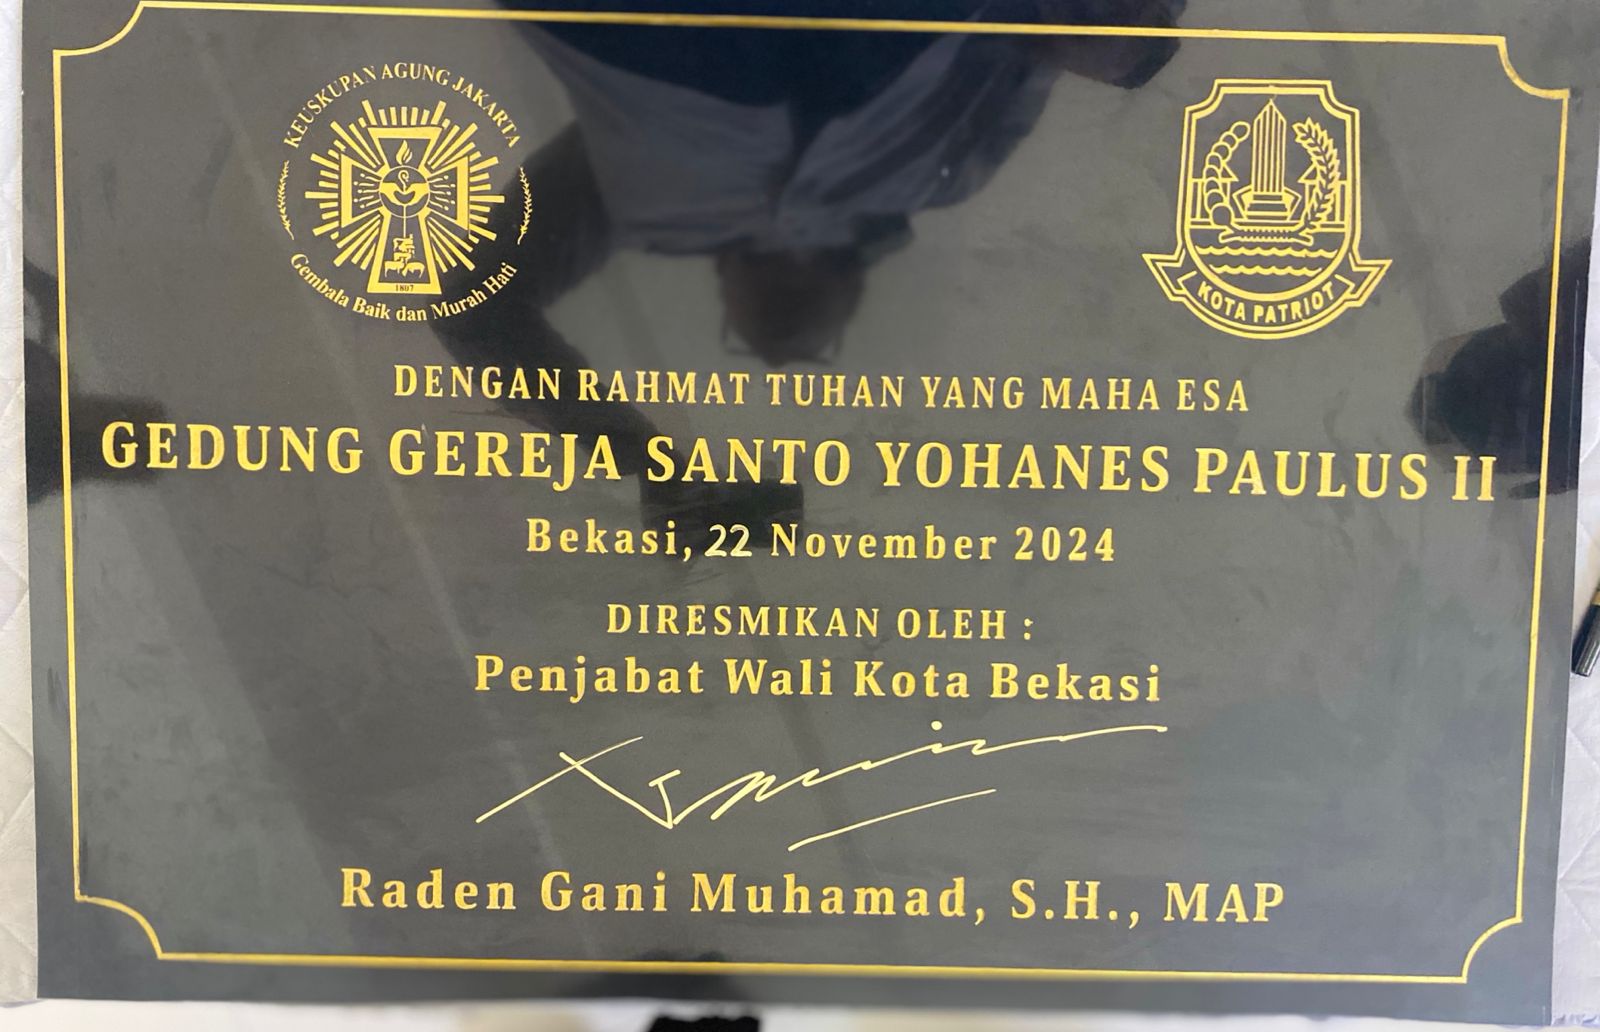 KEUSKUPAN AGUNG JAKARTA
1807
Gembala Baik dan Murah Hati
KOTA PATRIOT
DENGAN RAHMAT TUHAN YANG MAHA ESA
GEDUNG GEREJA SANTO YOHANES PAULUS II
Bekasi, 22 November 2024
DIRESMIKAN OLEH :
Penjabat Wali Kota Bekasi
Raden Gani Muhamad, S.H., MAP